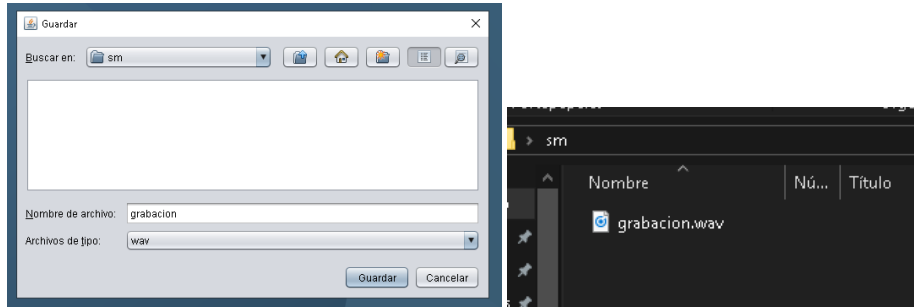 Guardar
Buscar en: sm
Nombre de archivo: grabacion
Archivos de tipo: wav
Guardar Cancelar
> sm
Nombre Nú... Título
grabacion.wav